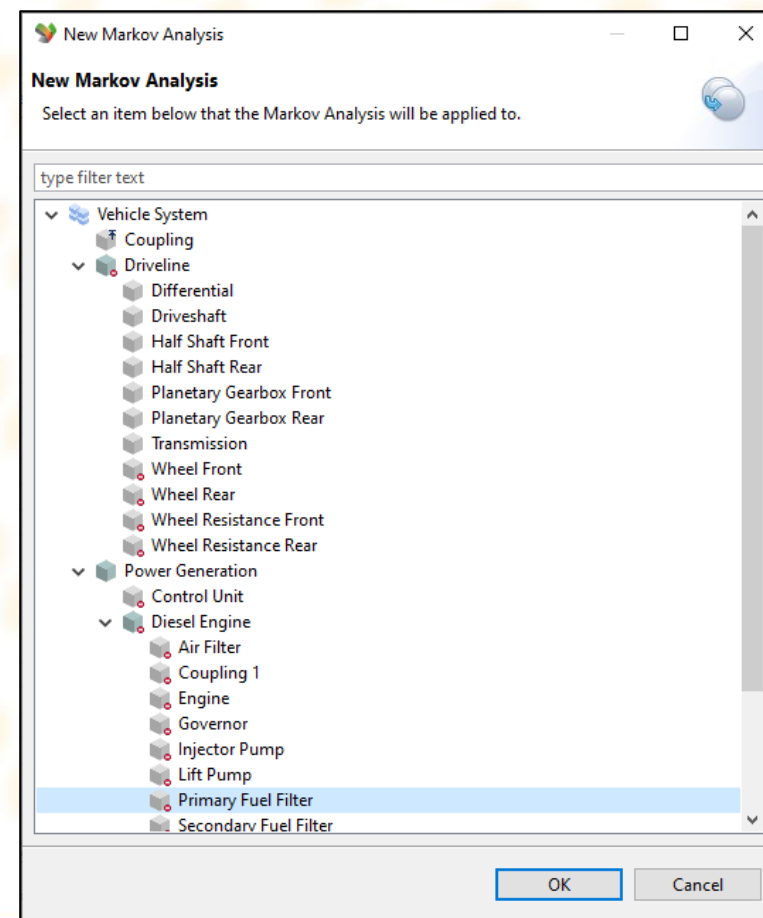 New Markov Analysis
New Markov Analysis
Select an item below that the Markov Analysis will be applied to.
type filter text
Vehicle System
Coupling
Driveline
Differential
Driveshaft
Half Shaft Front
Half Shaft Rear
Planetary Gearbox Front
Planetary Gearbox Rear
Transmission
Wheel Front
Wheel Rear
Wheel Resistance Front
Wheel Resistance Rear
Power Generation
Control Unit
Diesel Engine
Air Filter
Coupling 1
Engine
Governor
Injector Pump
Lift Pump
Primary Fuel Filter
Secondary Fuel Filter
OK Cancel